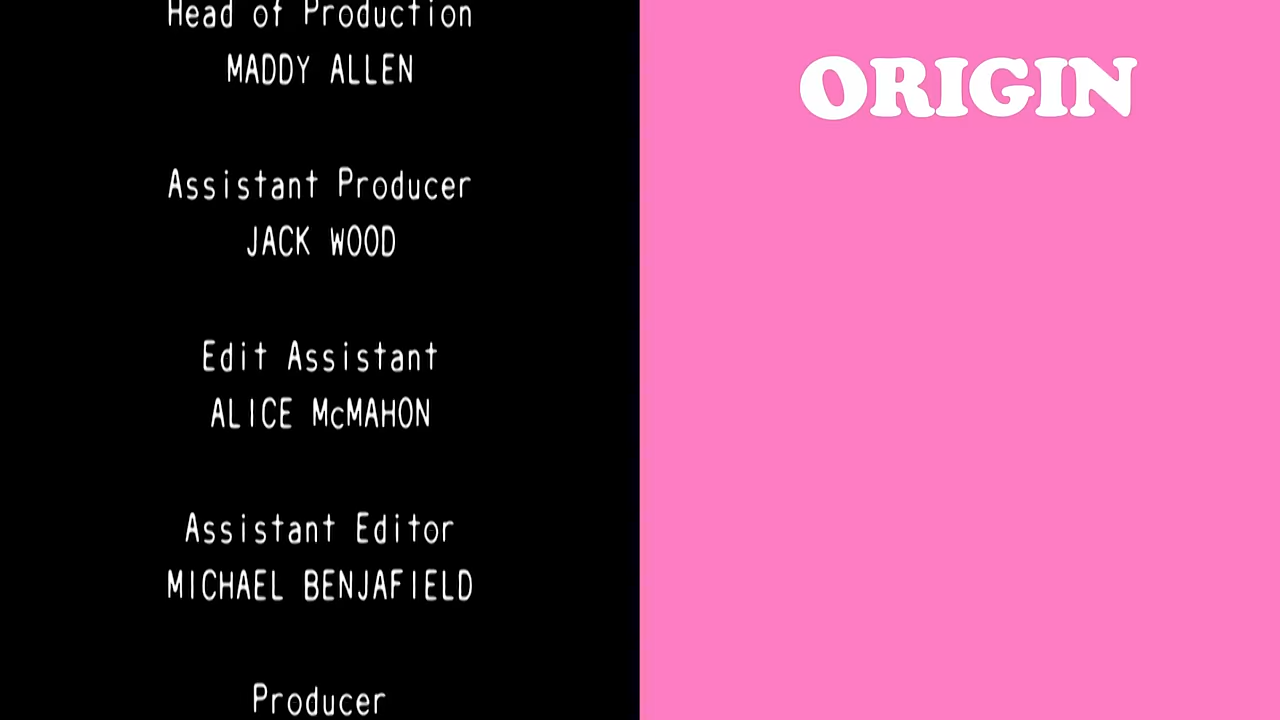 Head of Production
MADDY ALLEN
Assistant Producer
JACK WOOD
Edit Assistant
ALICE McMAHON
Assistant Editor
MICHAEL BENJAFIELD
Producer
ORIGIN